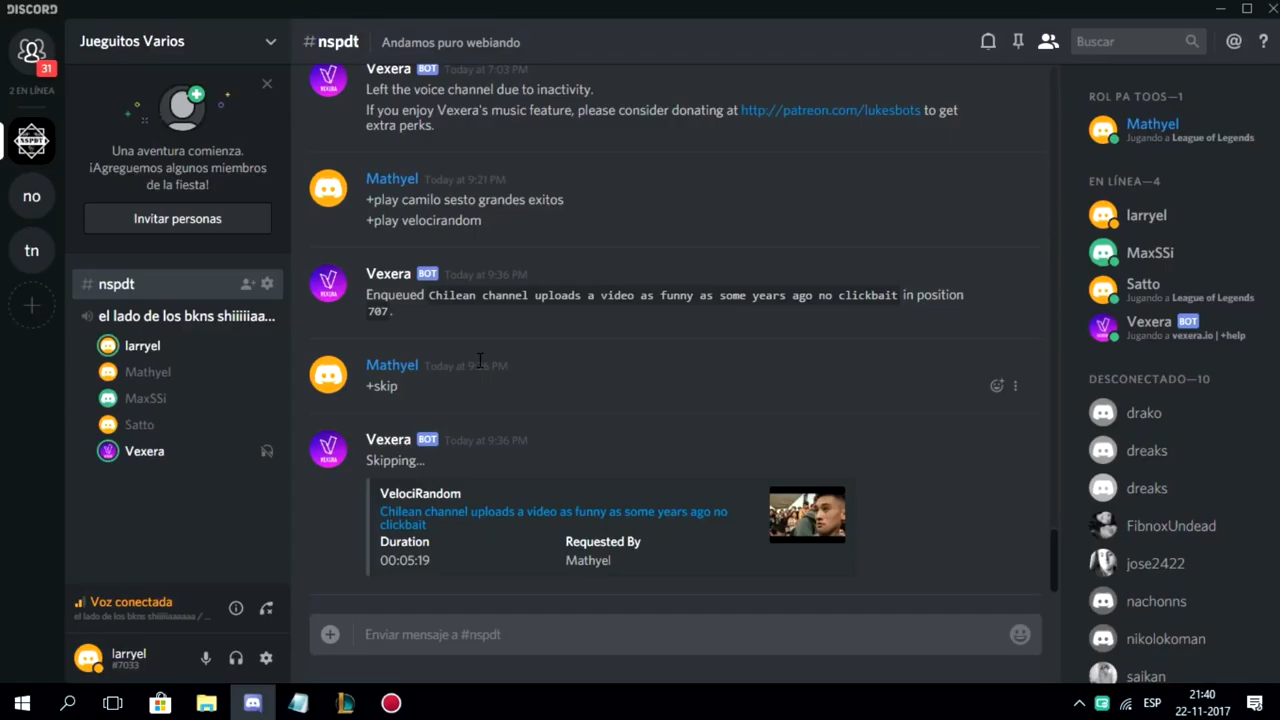 DISCORD
31
2 EN LÍNEA
NSPDT
no
tn
Jueguitos Varios
Una aventura comienza.
¡Agreguemos algunos miembros
de la fiesta!
Invitar personas
# nspdt
el lado de los bkns shiiiiiaa...
larryel
Mathyel
MaxSSi
Satto
Vexera
Voz conectada
el lado de los bkns shiiiiiaaaaaa / ...
larryel
#7033
# nspdt
Andamos puro webiando
Buscar
Vexera BOT Today at 7:03 PM
Left the voice channel due to inactivity.
If you enjoy Vexera's music feature, please consider donating at http://patreon.com/lukesbots to get
extra perks.
Mathyel Today at 9:21 PM
+play camilo sesto grandes exitos
+play velocirandom
VEXERA
Vexera BOT Today at 9:36 PM
Enqueued Chilean channel uploads a video as funny as some years ago no clickbait in position
707.
Mathyel Today at 9:36 PM
+skip
VEXERA
Vexera BOT Today at 9:36 PM
Skipping...
VelociRandom
Chilean channel uploads a video as funny as some years ago no
clickbait
Duration
Requested By
00:05:19
Mathyel
Enviar mensaje a #nspdt
ROL PA TOOS—1
Mathyel
Jugando a League of Legends
EN LÍNEA—4
larryel
MaxSSi
Satto
Jugando a League of Legends
Vexera BOT
Jugando a vexera.io | +help
DESCONECTADO—10
drako
dreaks
dreaks
FibnoxUndead
jose2422
nachonns
nikolokoman
saikan
ESP
21:40
22-11-2017